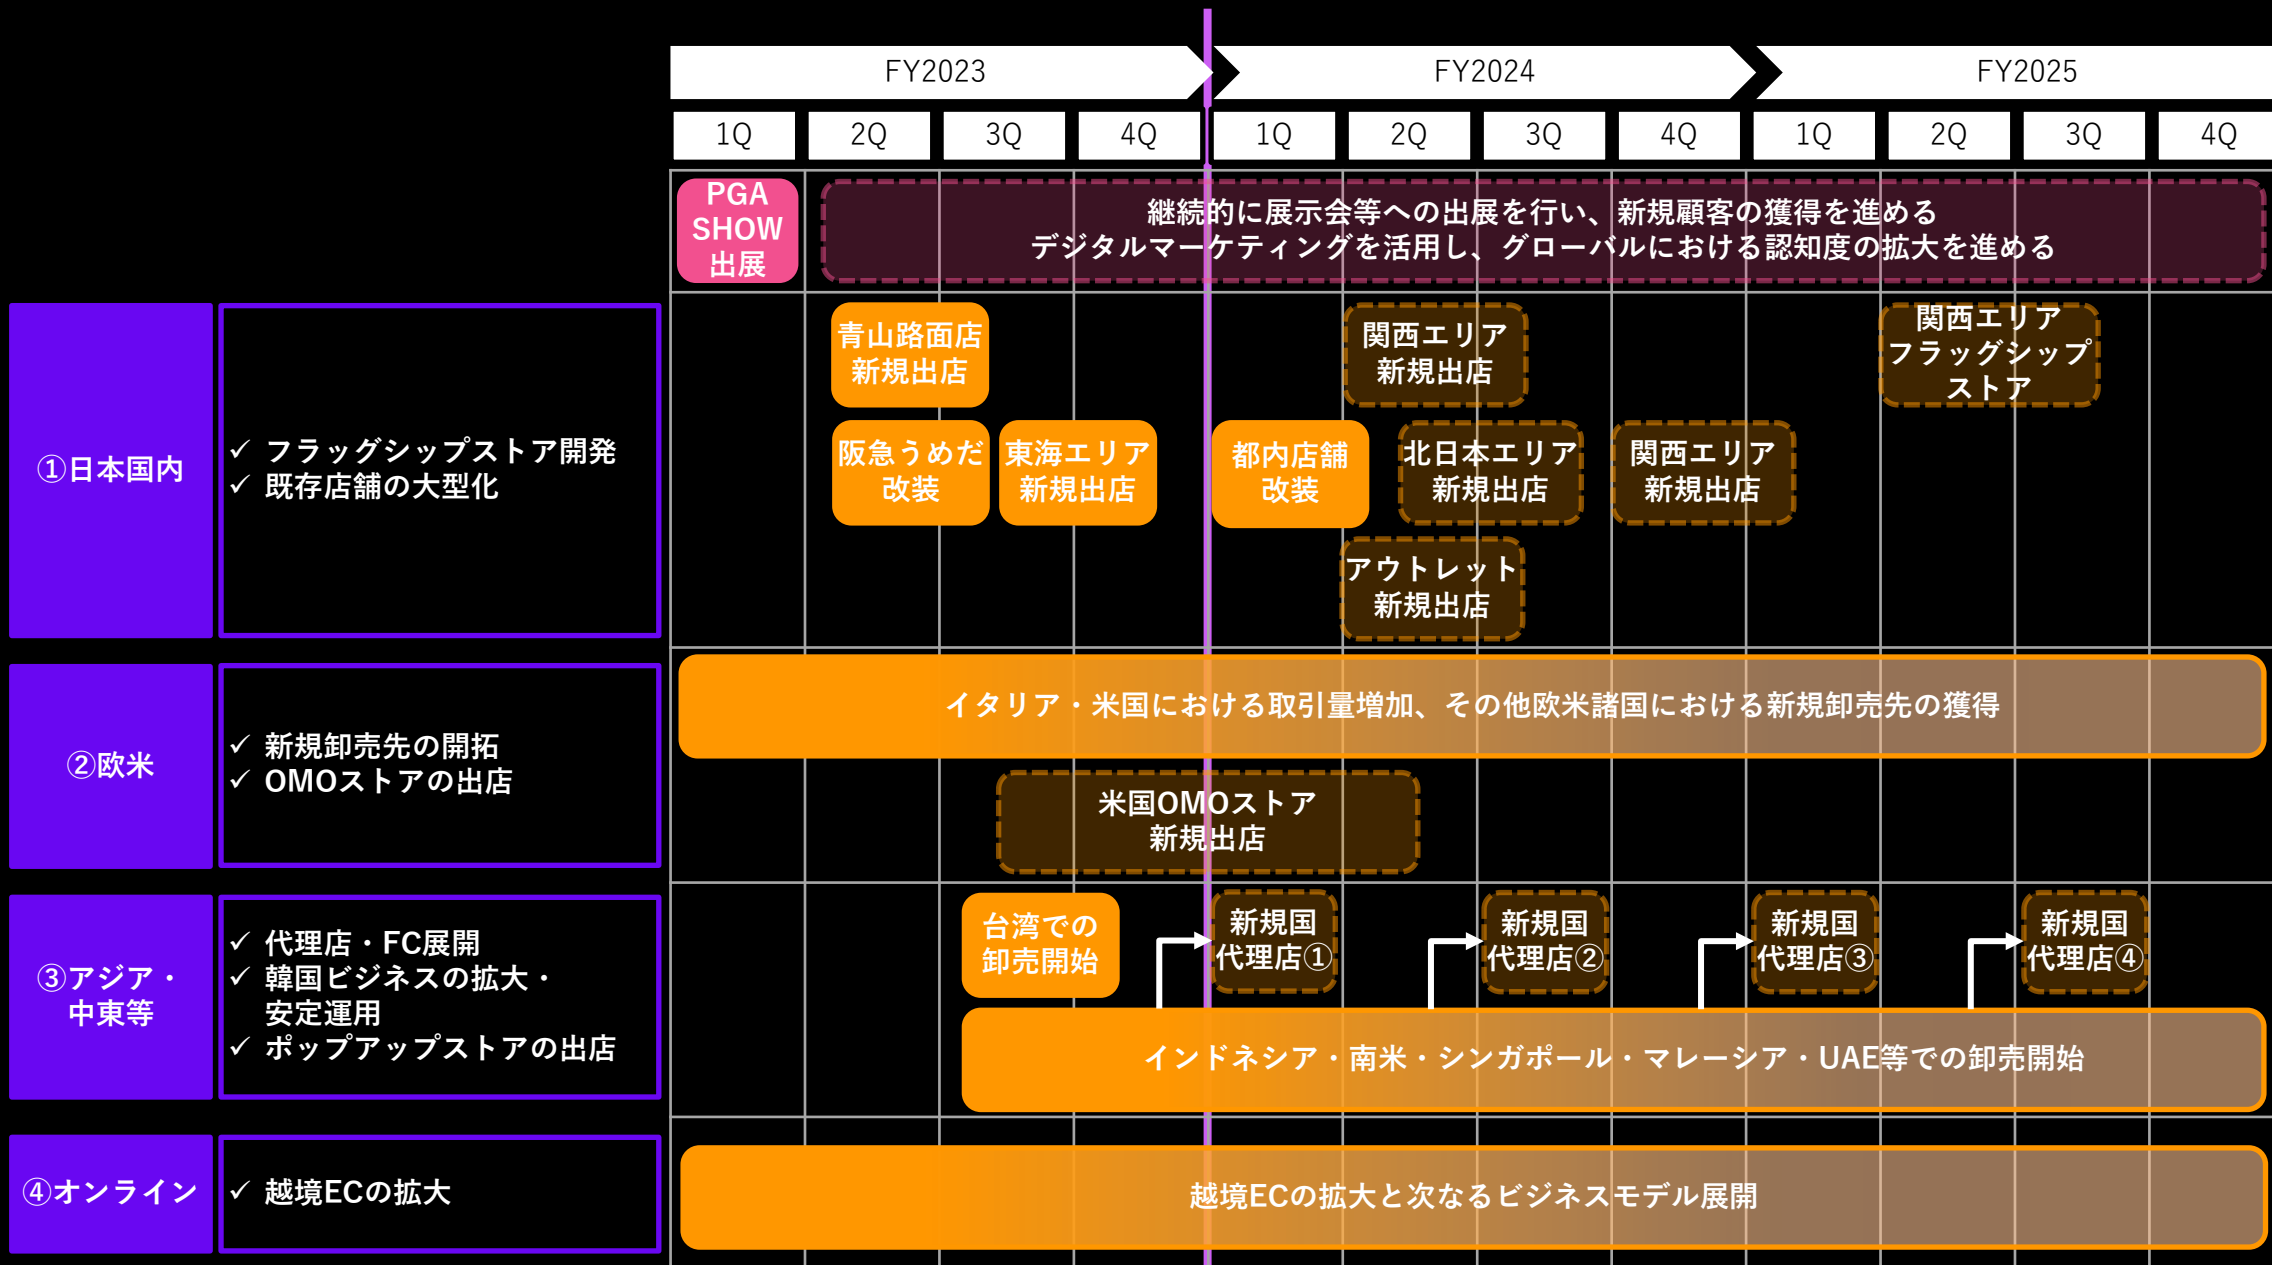 FY2023
FY2024
FY2025
1Q
2Q
3Q
4Q
1Q
2Q
3Q
4Q
1Q
2Q
3Q
4Q
PGA
SHOW
出展
継続的に展示会等への出展を行い、新規顧客の獲得を進める
デジタルマーケティングを活用し、グローバルにおける認知度の拡大を進める
①日本国内
✓ フラッグシップストア開発
✓ 既存店舗の大型化
青山路面店
新規出店
関西エリア
新規出店
関西エリア
フラッグシップ
ストア
阪急うめだ
改装
東海エリア
新規出店
都内店舗
改装
北日本エリア
新規出店
関西エリア
新規出店
アウトレット
新規出店
②欧米
✓ 新規卸売先の開拓
✓ OMOストアの出店
イタリア・米国における取引量増加、その他欧米諸国における新規卸売先の獲得
米国OMOストア
新規出店
③アジア・
中東等
✓ 代理店・FC展開
✓ 韓国ビジネスの拡大・
安定運用
✓ ポップアップストアの出店
台湾での
卸売開始
新規国
代理店①
新規国
代理店②
新規国
代理店③
新規国
代理店④
インドネシア・南米・シンガポール・マレーシア・UAE等での卸売開始
④オンライン
✓ 越境ECの拡大
越境ECの拡大と次なるビジネスモデル展開